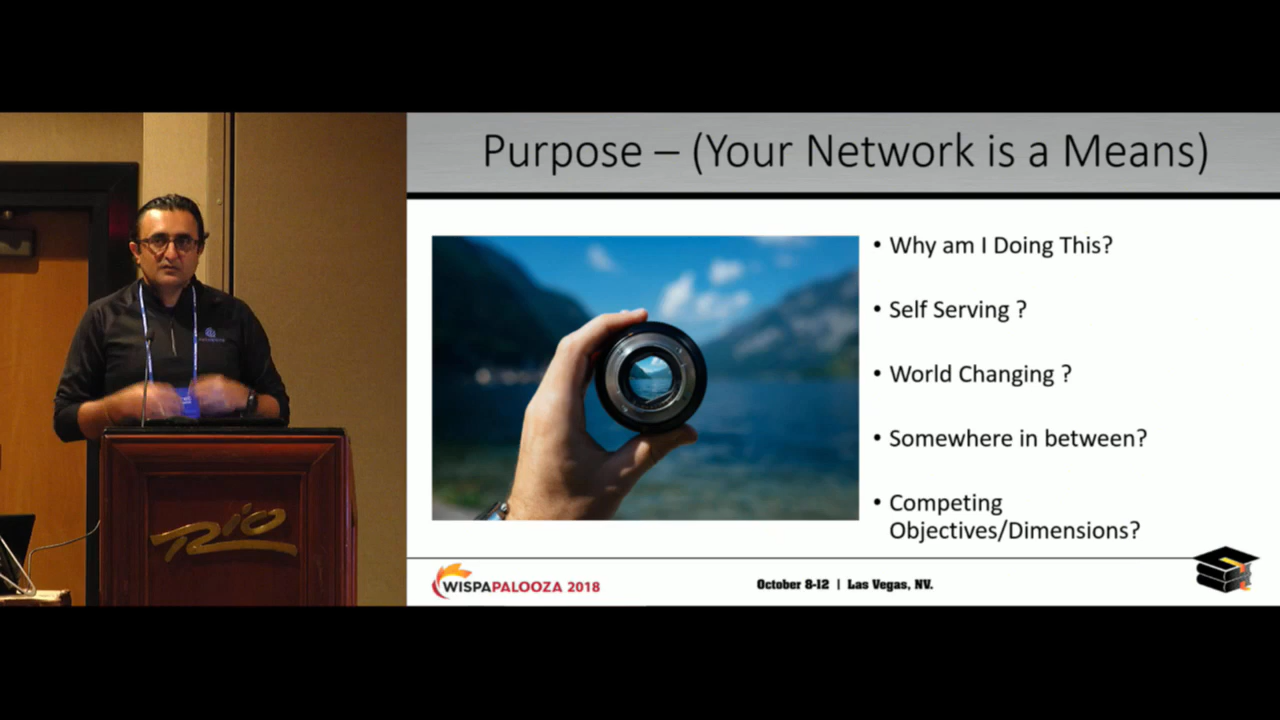 Purpose – (Your Network is a Means)
• Why am I Doing This?
• Self Serving ?
• World Changing ?
• Somewhere in between?
• Competing
Objectives/Dimensions?
RIO
WISPAPALOOZA 2018
October 8-12 | Las Vegas, NV.